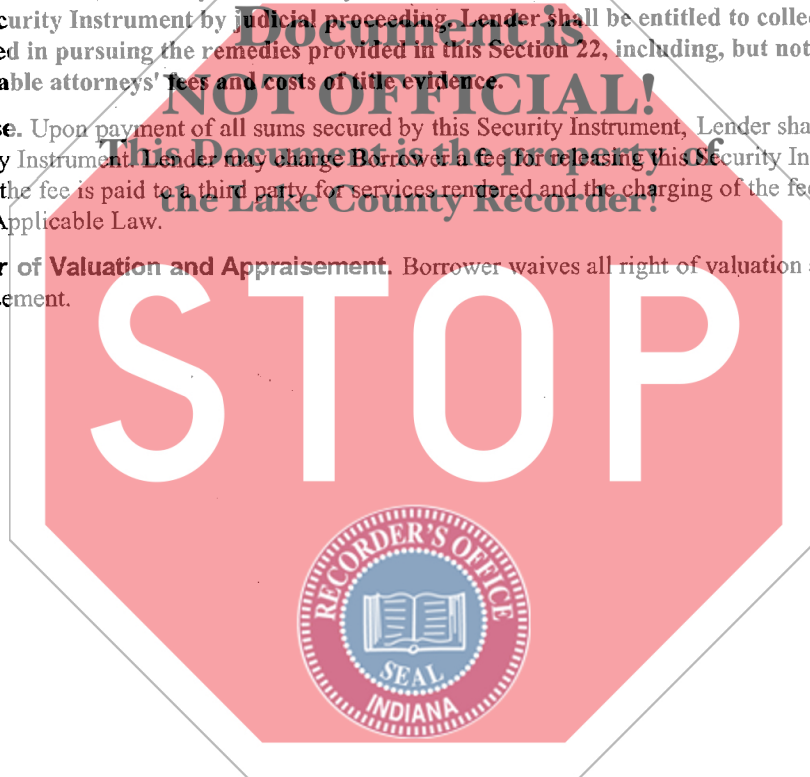 curity Instrument by judicial proceeding, Lender shall be entitled to collec
ed in pursuing the remedies provided in this Section 22, including, but not
able attorneys' fees and costs of title evidence.
Document is
NOT OFFICIAL!
This Document is the property of
the Lake County Recorder!
se. Upon payment of all sums secured by this Security Instrument, Lender sha
y Instrument. Lender may charge Borrower a fee for releasing this Security In
the fee is paid to a third party for services rendered and the charging of the fee
Applicable Law.
r of Valuation and Appraisement. Borrower waives all right of valuation a
ement.
STOP
RECORDER'S OFFICE
SEAL
INDIANA